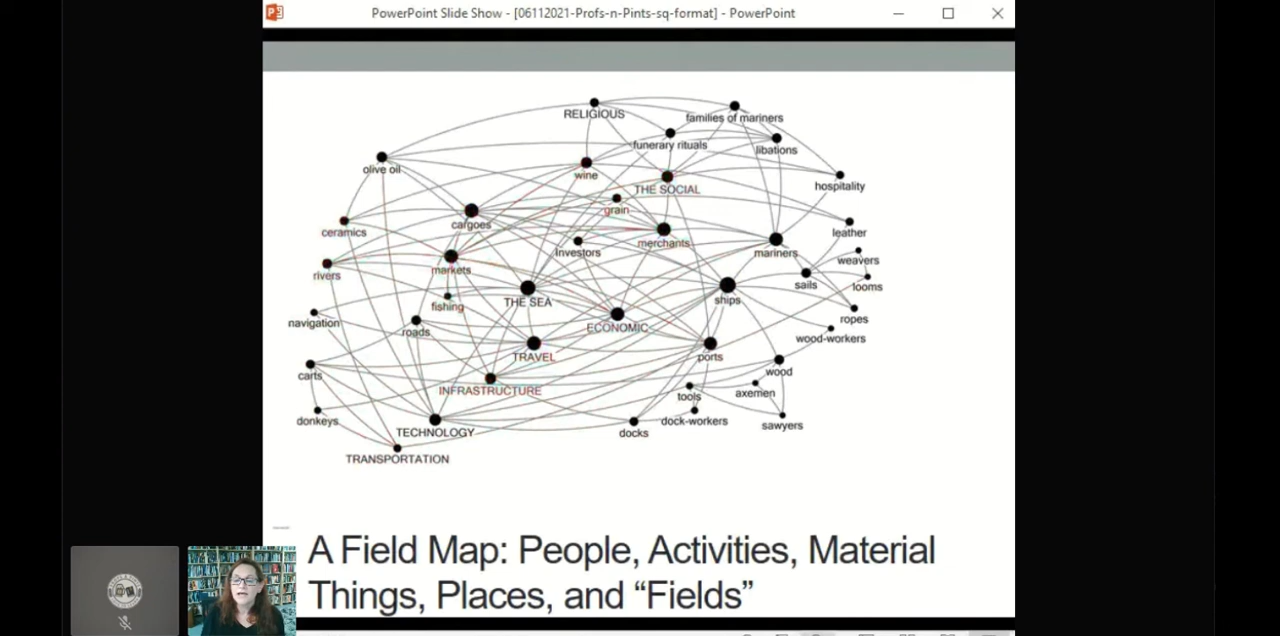 PowerPoint Slide Show - [06112021-Profs-n-Pints-sq-format] - PowerPoint
RELIGIOUS
families of mariners
funerary rituals
libations
olive oil
wine
THE SOCIAL
hospitality
grain
cargoes
ceramics
merchants
leather
Investors
mariners
weavers
markets
rivers
sails
looms
THE SEA
ships
fishing
ropes
navigation
roads
ECONOMIC
wood-workers
TRAVEL
ports
carts
wood
INFRASTRUCTURE
tools
axemen
donkeys
dock-workers
sawyers
TECHNOLOGY
docks
TRANSPORTATION
A Field Map: People, Activities, Material
Things, Places, and “Fields”